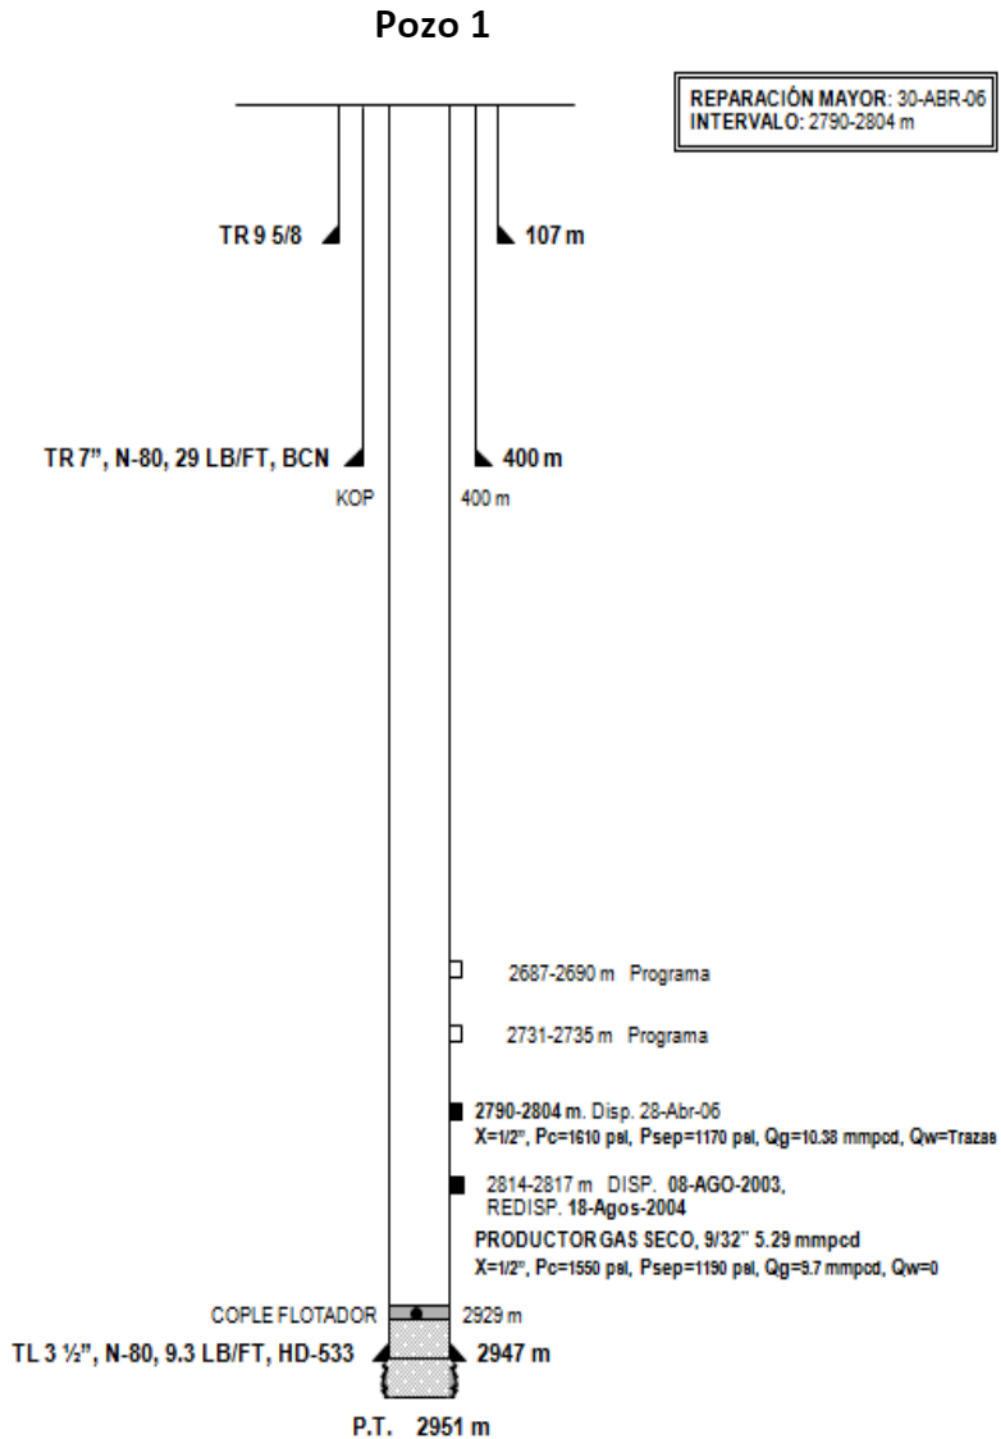 Pozo 1
REPARACIÓN MAYOR: 30-ABR-06
INTERVALO: 2790-2804 m
TR 9 5/8 107 m
TR 7”, N-80, 29 LB/FT, BCN 400 m
KOP 400 m
2687-2690 m Programa
2731-2735 m Programa
2790-2804 m. Disp. 28-Abr-06
X=1/2", Pc=1610 psi, Psep=1170 psi, Qg=10.38 mmpcd, Qw=Trazas
2814-2817 m DISP. 08-AGO-2003,
REDISP. 18-Agos-2004
PRODUCTOR GAS SECO, 9/32” 5.29 mmpcd
X=1/2", Pc=1550 psi, Psep=1190 psi, Qg=9.7 mmpcd, Qw=0
COPLE FLOTADOR 2929 m
TL 3 ½”, N-80, 9.3 LB/FT, HD-533 2947 m
P.T. 2951 m